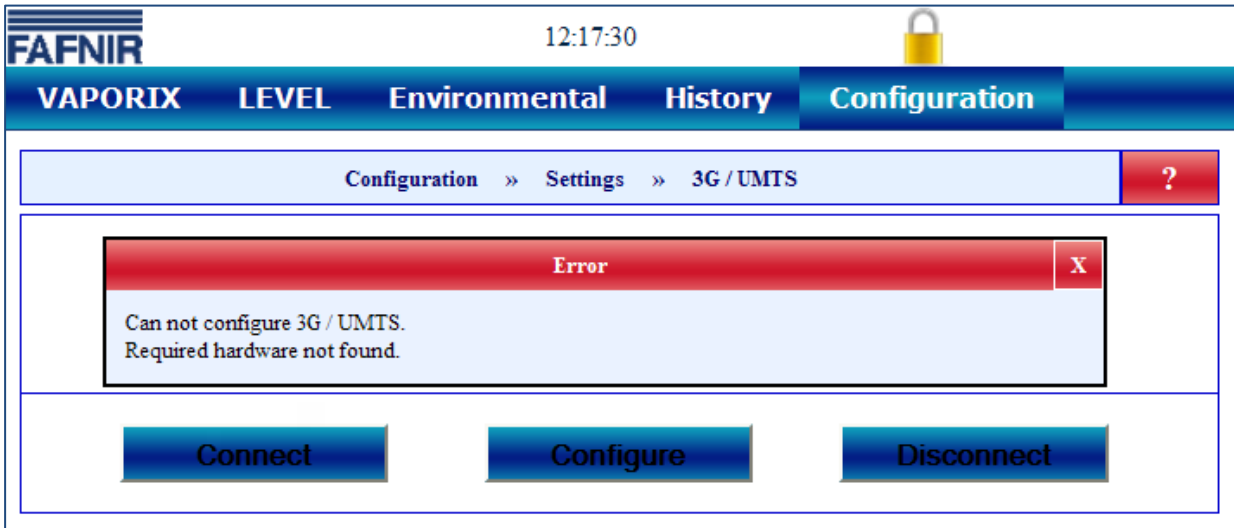 FAFNIR
12:17:30
VAPORIX LEVEL Environmental History Configuration
Configuration » Settings » 3G / UMTS ?
Error X
Can not configure 3G / UMTS.
Required hardware not found.
Connect Configure Disconnect